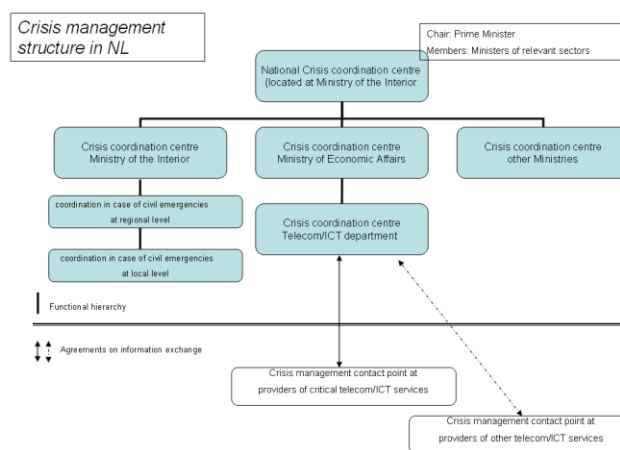 Crisis management
structure in NL
Chair: Prime Minister
Members: Ministers of relevant sectors
National Crisis coordination centre
(located at Ministry of the Interior
Crisis coordination centre
Ministry of the Interior
Crisis coordination centre
Ministry of Economic Affairs
Crisis coordination centre
other Ministries
coordination in case of civil emergencies
at regional level
Crisis coordination centre
Telecom/ICT department
coordination in case of civil emergencies
at local level
Functional hierarchy
Agreements on information exchange
Crisis management contact point at
providers of critical telecom/ICT services
Crisis management contact point at
providers of other telecom/ICT services